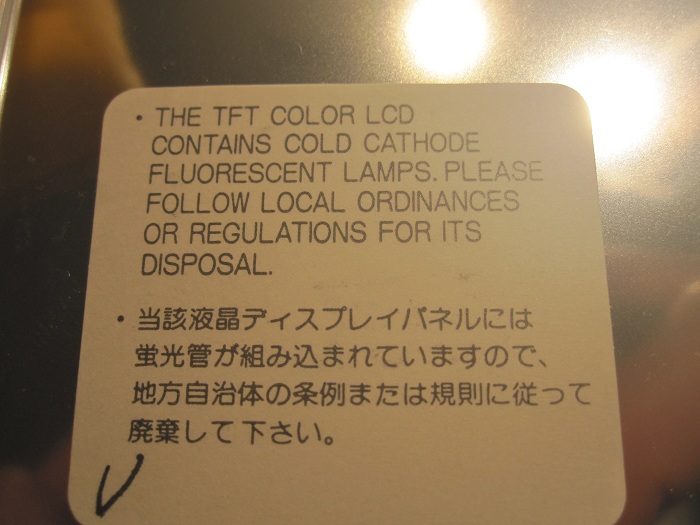 ・THE TFT COLOR LCD
CONTAINS COLD CATHODE
FLUORESCENT LAMPS. PLEASE
FOLLOW LOCAL ORDINANCES
OR REGULATIONS FOR ITS
DISPOSAL.
・当該液晶ディスプレイパネルには
蛍光管が組み込まれていますので、
地方自治体の条例または規則に従って
廃棄して下さい。